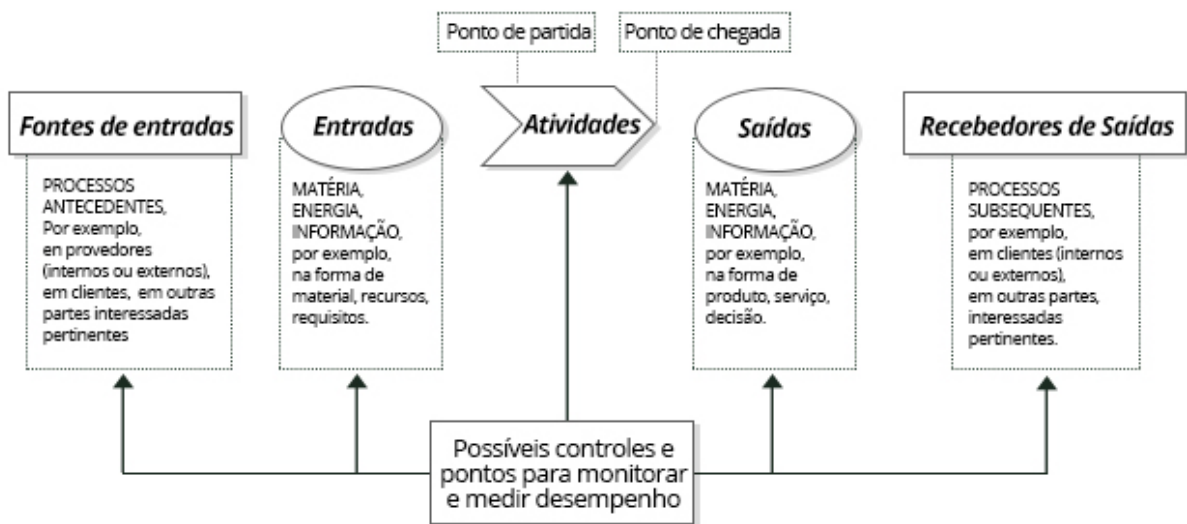 Ponto de partida
Ponto de chegada
Fontes de entradas
Entradas
Atividades
Saídas
Recebedores de Saídas
PROCESSOS
ANTECEDENTES,
Por exemplo,
en provedores
(internos ou externos),
em clientes, em outras
partes interessadas
pertinentes
MATÉRIA,
ENERGIA,
INFORMAÇÃO,
por exemplo,
na forma de
material, recursos,
requisitos.
MATÉRIA,
ENERGIA,
INFORMAÇÃO,
por exemplo,
na forma de
produto, serviço,
decisão.
PROCESSOS
SUBSEQUENTES,
por exemplo,
em clientes (internos
ou externos),
em outras partes,
interessadas
pertinentes.
Possíveis controles e
pontos para monitorar
e medir desempenho